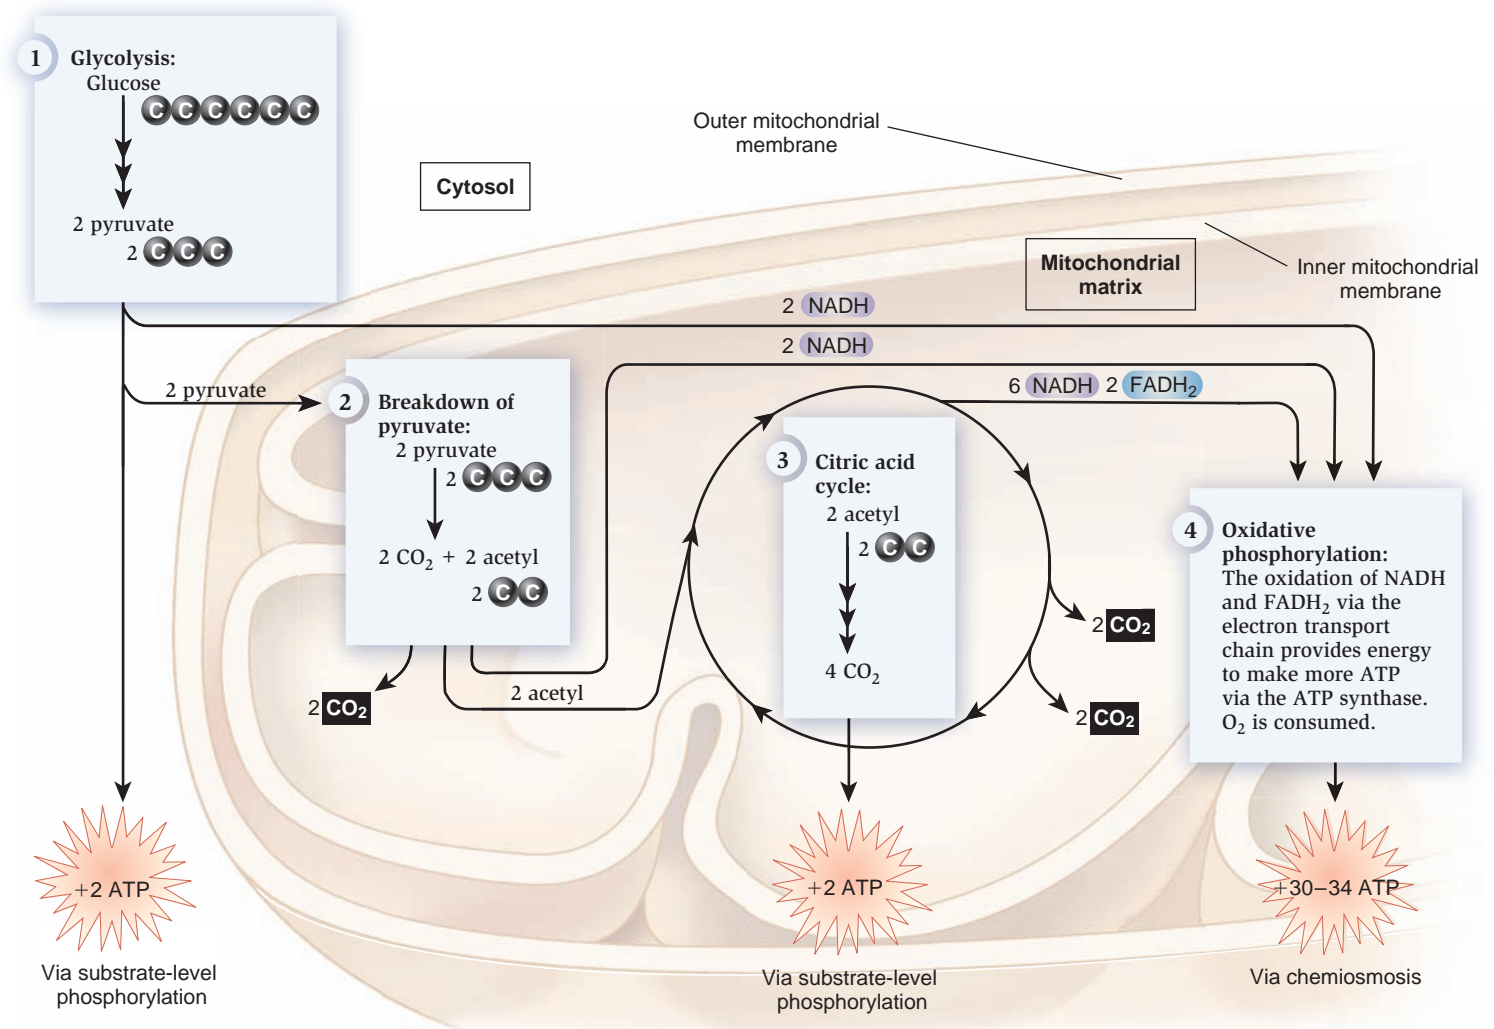 1
Glycolysis:
Glucose
C C C C C C
2 pyruvate
2 C C C
Cytosol
Outer mitochondrial
membrane
Mitochondrial
matrix
Inner mitochondrial
membrane
2 NADH
2 NADH
6 NADH 2 FADH₂
2 pyruvate
2
Breakdown of
pyruvate:
2 pyruvate
2 C C C
2 CO₂ + 2 acetyl
2 C C
2 CO₂
2 acetyl
3
Citric acid
cycle:
2 acetyl
2 C C
4 CO₂
2 CO₂
2 CO₂
4
Oxidative
phosphorylation:
The oxidation of NADH
and FADH₂ via the
electron transport
chain provides energy
to make more ATP
via the ATP synthase.
O₂ is consumed.
+2 ATP
Via substrate-level
phosphorylation
+2 ATP
Via substrate-level
phosphorylation
+30–34 ATP
Via chemiosmosis